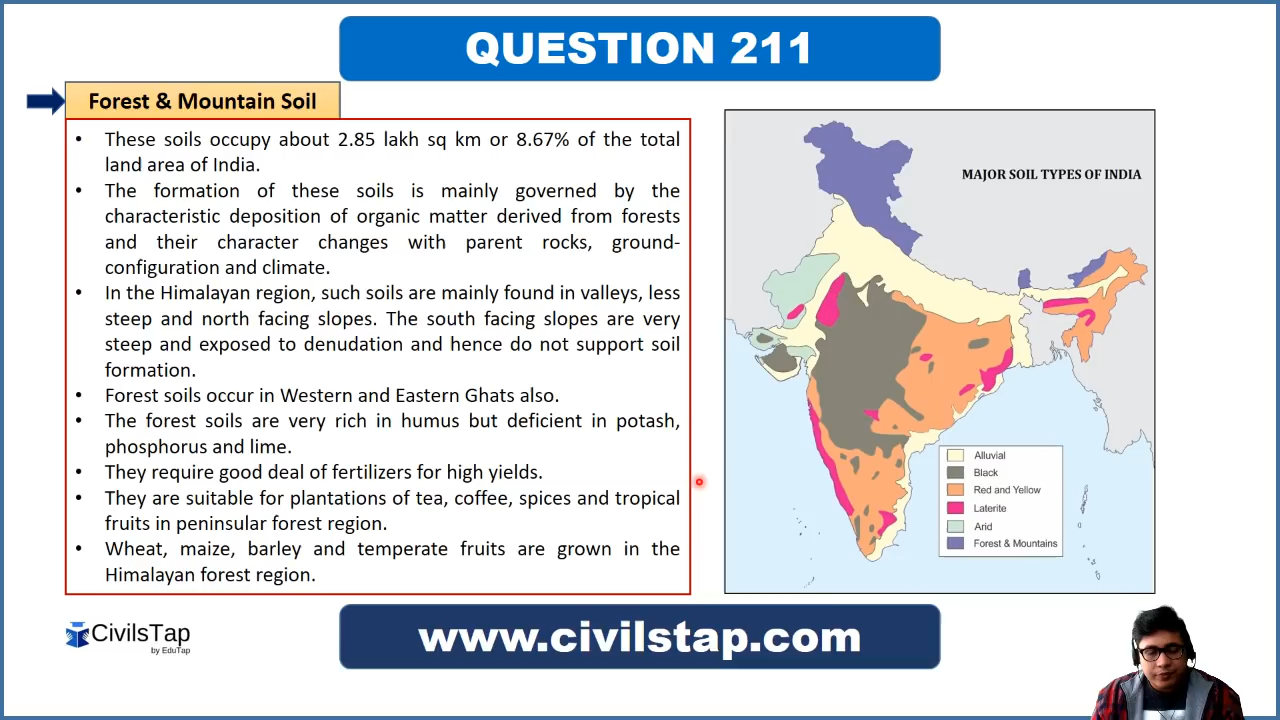 QUESTION 211
Forest & Mountain Soil
• These soils occupy about 2.85 lakh sq km or 8.67% of the total
land area of India.
• The formation of these soils is mainly governed by the
characteristic deposition of organic matter derived from forests
and their character changes with parent rocks, ground-
configuration and climate.
• In the Himalayan region, such soils are mainly found in valleys, less
steep and north facing slopes. The south facing slopes are very
steep and exposed to denudation and hence do not support soil
formation.
• Forest soils occur in Western and Eastern Ghats also.
• The forest soils are very rich in humus but deficient in potash,
phosphorus and lime.
• They require good deal of fertilizers for high yields.
• They are suitable for plantations of tea, coffee, spices and tropical
fruits in peninsular forest region.
• Wheat, maize, barley and temperate fruits are grown in the
Himalayan forest region.
MAJOR SOIL TYPES OF INDIA
Alluvial
Black
Red and Yellow
Laterite
Arid
Forest & Mountains
CivilsTap
by EduTap
www.civilstap.com